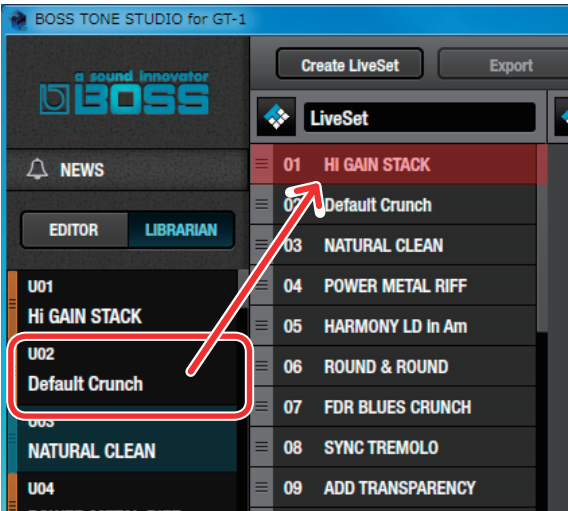 BOSS TONE STUDIO for GT-1
a sound innovator
BOSS
NEWS
EDITOR LIBRARIAN
U01
Hi GAIN STACK
U02
Default Crunch
U03
NATURAL CLEAN
U04
Create LiveSet Export
LiveSet
01 HI GAIN STACK
02 Default Crunch
03 NATURAL CLEAN
04 POWER METAL RIFF
05 HARMONY LD In Am
06 ROUND & ROUND
07 FDR BLUES CRUNCH
08 SYNC TREMOLO
09 ADD TRANSPARENCY